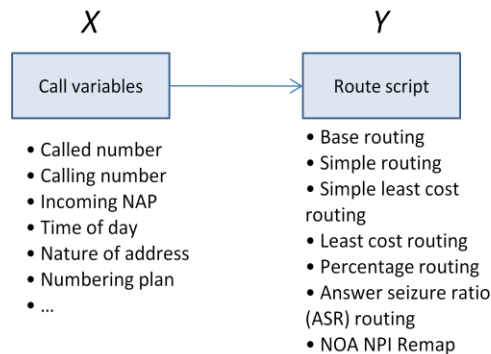 X
Y
Call variables
Route script
• Called number
• Calling number
• Incoming NAP
• Time of day
• Nature of address
• Numbering plan
• ...
• Base routing
• Simple routing
• Simple least cost
routing
• Least cost routing
• Percentage routing
• Answer seizure ratio
(ASR) routing
• NOA NPI Remap